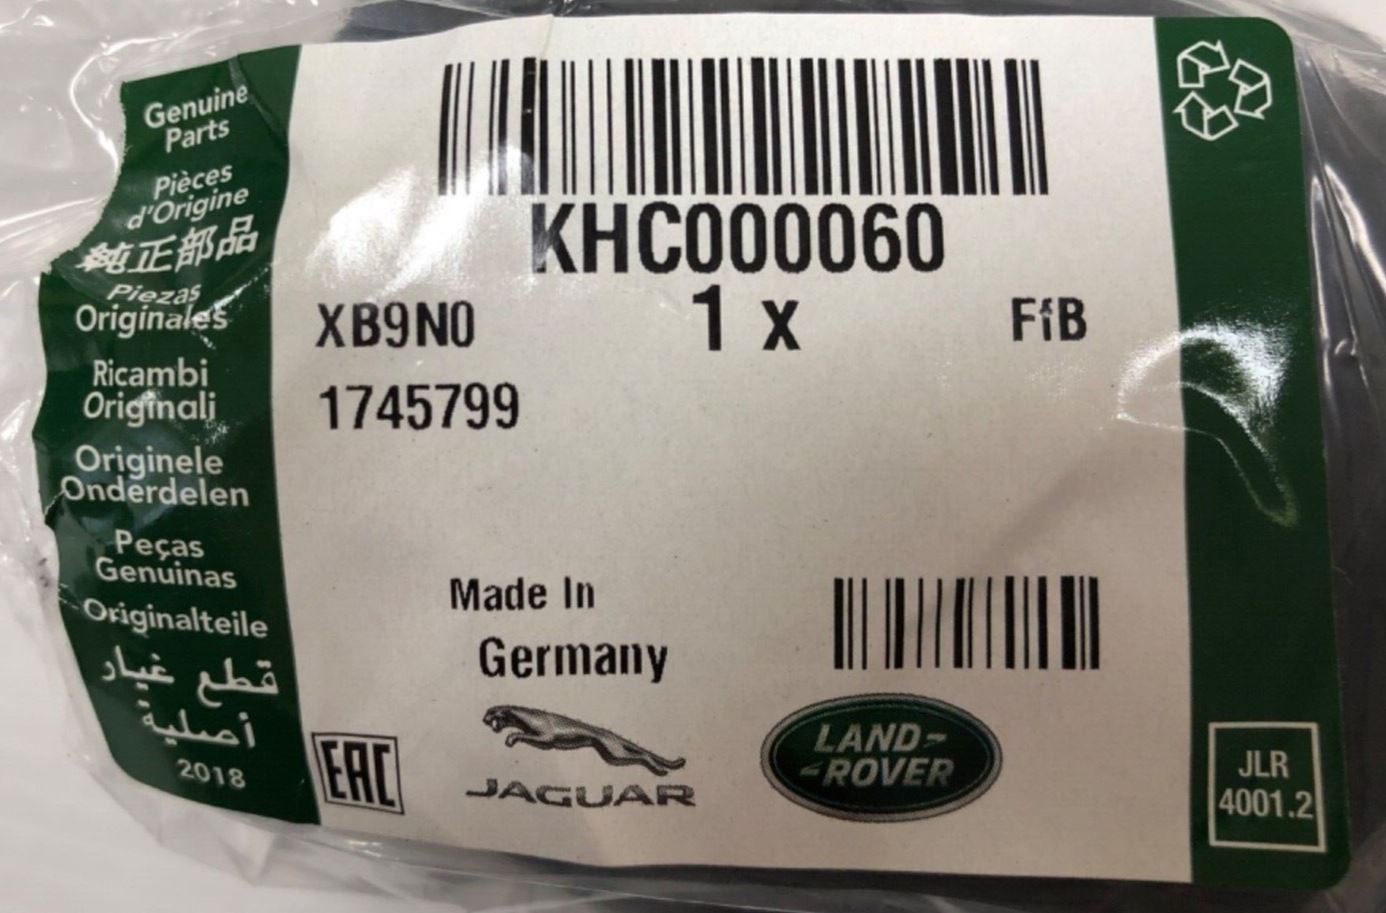 Genuine
Parts
Pièces
d'Origine
純正部品
Piezas
Originales
Ricambi
Originali
Originele
Onderdelen
Peças
Genuinas
Originalteile
قطع غيار
أصلية
2018
KHC000060
XB9N0
1 x
FfB
1745799
Made In
Germany
EAC
JAGUAR
LAND-
-ROVER
JLR
4001.2